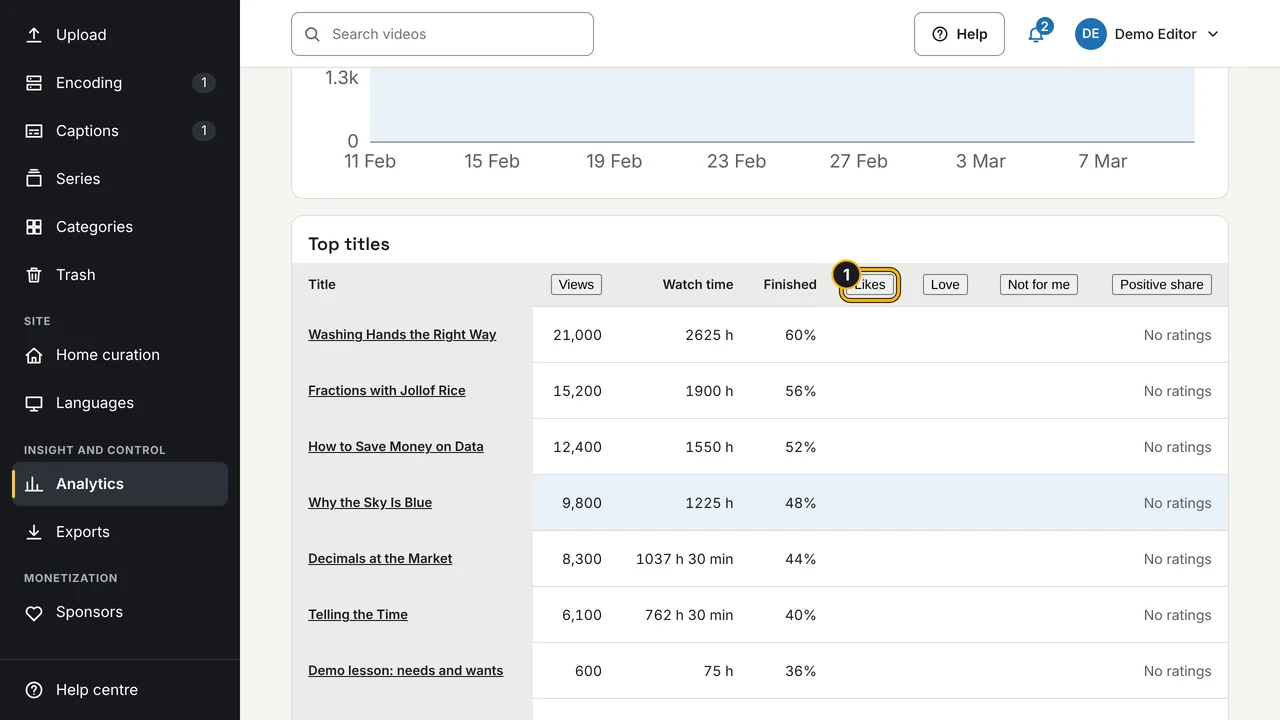 Upload
Encoding 1
Captions 1
Series
Categories
Trash
SITE
Home curation
Languages
INSIGHT AND CONTROL
Analytics
Exports
MONETIZATION
Sponsors
Help centre
Search videos
Help
2
DE Demo Editor
1.3k
0
11 Feb 15 Feb 19 Feb 23 Feb 27 Feb 3 Mar 7 Mar
Top titles
1
Title Views Watch time Finished Likes Love Not for me Positive share
Washing Hands the Right Way 21,000 2625 h 60% No ratings
Fractions with Jollof Rice 15,200 1900 h 56% No ratings
How to Save Money on Data 12,400 1550 h 52% No ratings
Why the Sky Is Blue 9,800 1225 h 48% No ratings
Decimals at the Market 8,300 1037 h 30 min 44% No ratings
Telling the Time 6,100 762 h 30 min 40% No ratings
Demo lesson: needs and wants 600 75 h 36% No ratings